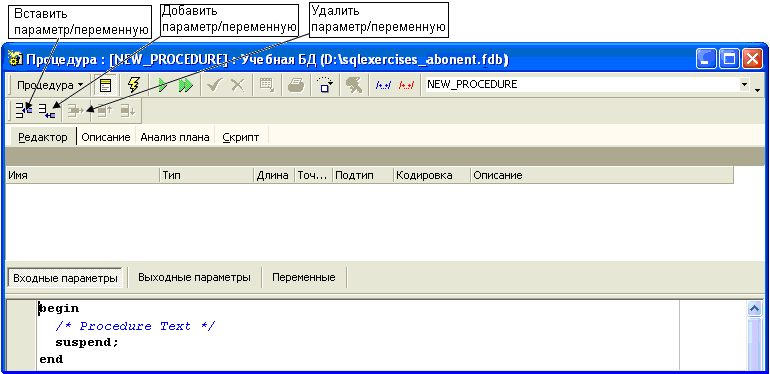 Вставить
параметр/переменную
Добавить
параметр/переменную
Удалить
параметр/переменную
Процедура : [NEW_PROCEDURE] : Учебная БД (D:\sqlexercises_abonent.fdb)
Процедура NEW_PROCEDURE
Редактор Описание Анализ плана Скрипт
Имя Тип Длина Точ... Подтип Кодировка Описание
Входные параметры Выходные параметры Переменные
begin
/* Procedure Text */
suspend;
end